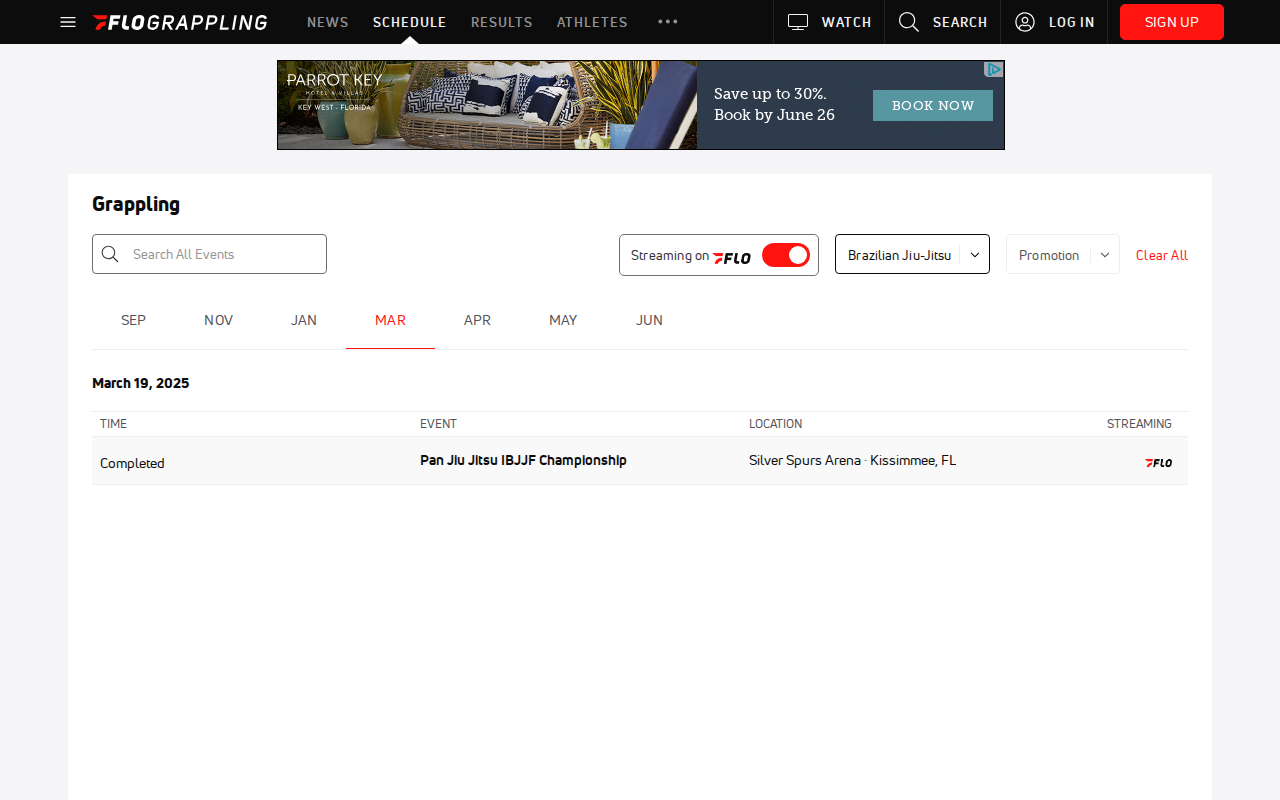 FLOGRAPPLING NEWS SCHEDULE RESULTS ATHLETES WATCH SEARCH LOG IN SIGN UP
PARROT KEY
HOTEL & VILLAS
KEY WEST - FLORIDA
Save up to 30%.
Book by June 26
BOOK NOW
Grappling
Search All Events Streaming on FLO Brazilian Jiu-Jitsu Promotion Clear All
SEP NOV JAN MAR APR MAY JUN
March 19, 2025
TIME EVENT LOCATION STREAMING
Completed Pan Jiu Jitsu IBJJF Championship Silver Spurs Arena · Kissimmee, FL FLO